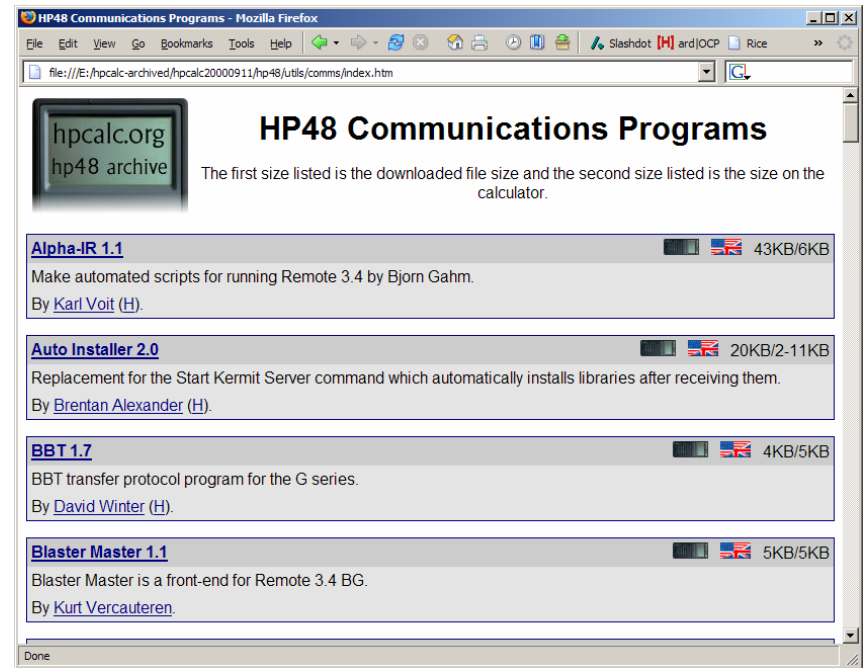 HP48 Communications Programs - Mozilla Firefox
File Edit View Go Bookmarks Tools Help Slashdot [H] ard|OCP Rice »
file:///E:/hpcalc-archived/hpcalc20000911/hp48/utils/comms/index.htm G
hpcalc.org
hp48 archive
HP48 Communications Programs
The first size listed is the downloaded file size and the second size listed is the size on the
calculator.
Alpha-IR 1.1 43KB/6KB
Make automated scripts for running Remote 3.4 by Bjorn Gahm.
By Karl Voit (H).
Auto Installer 2.0 20KB/2-11KB
Replacement for the Start Kermit Server command which automatically installs libraries after receiving them.
By Brentan Alexander (H).
BBT 1.7 4KB/5KB
BBT transfer protocol program for the G series.
By David Winter (H).
Blaster Master 1.1 5KB/5KB
Blaster Master is a front-end for Remote 3.4 BG.
By Kurt Vercauteren.
Done